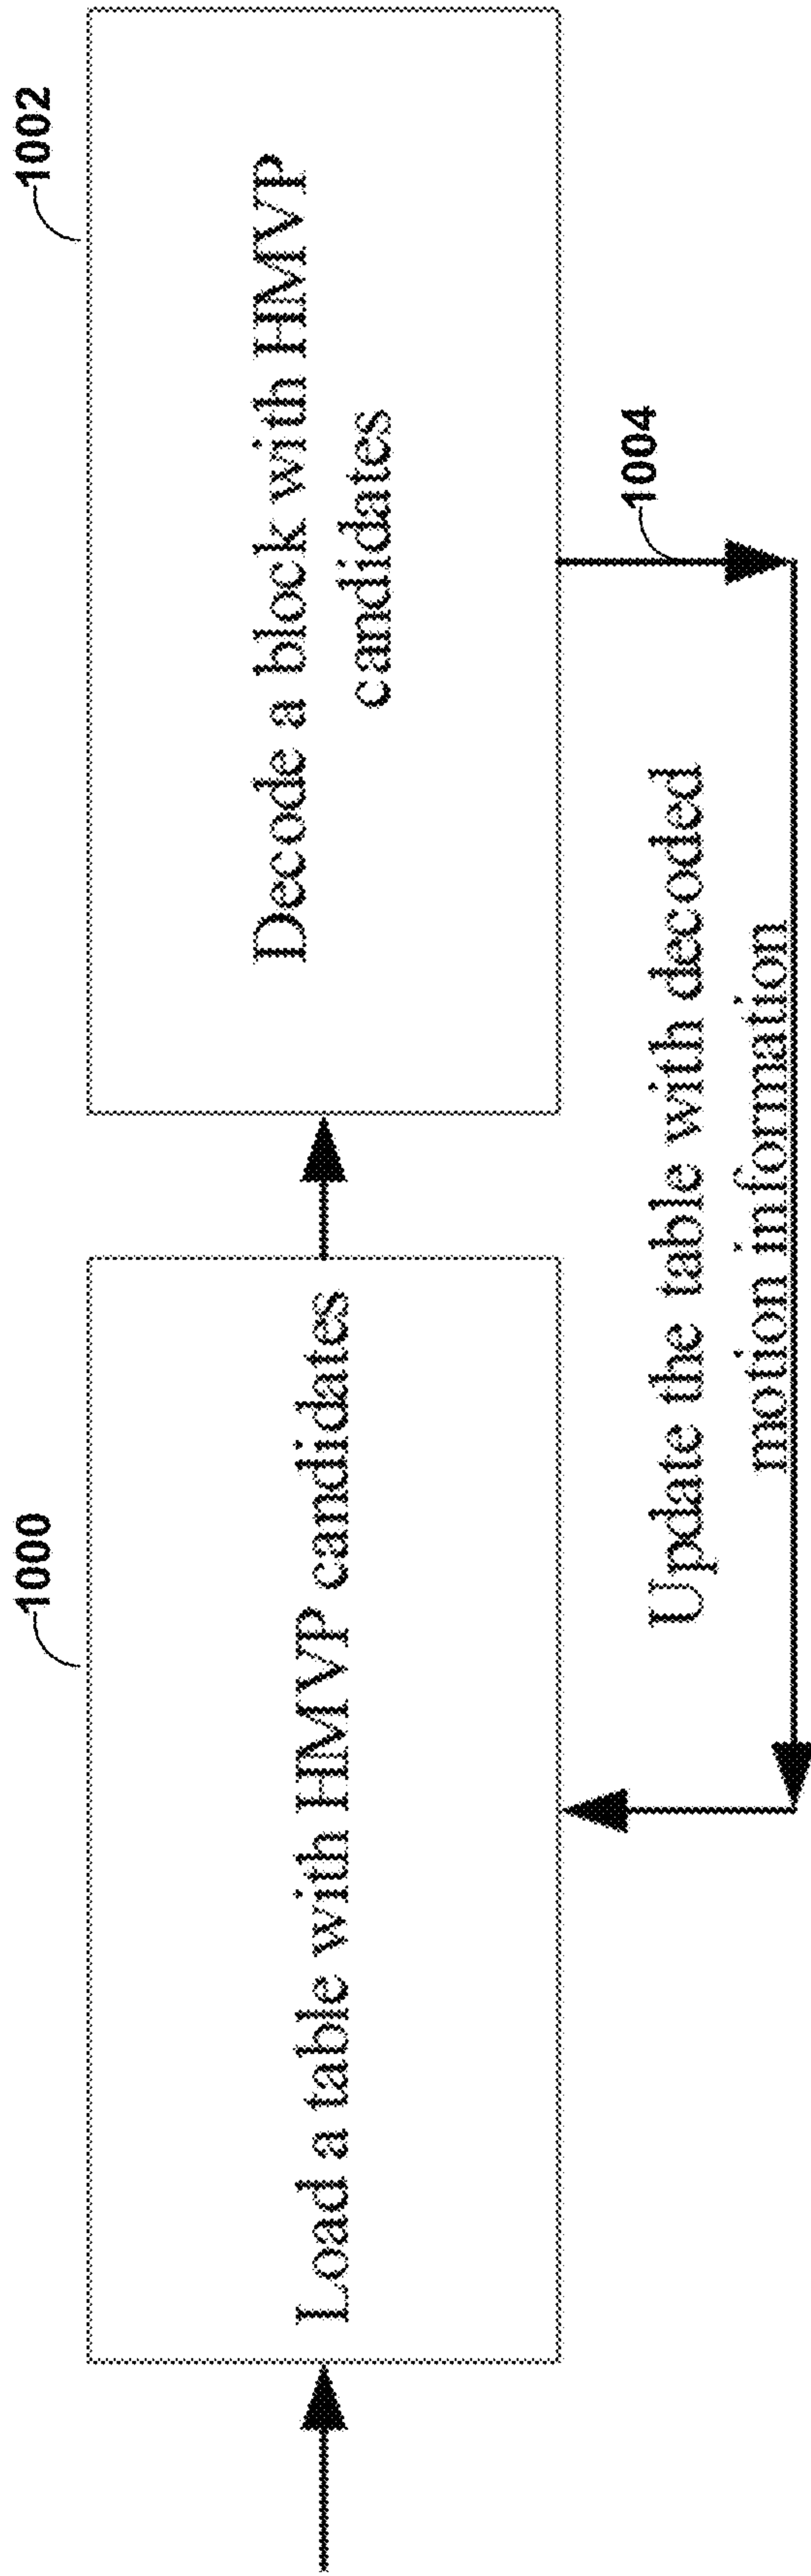 1000
Load a table with HMVP candidates
1002
Decode a block with HMVP
candidates
1004
Update the table with decoded
motion information